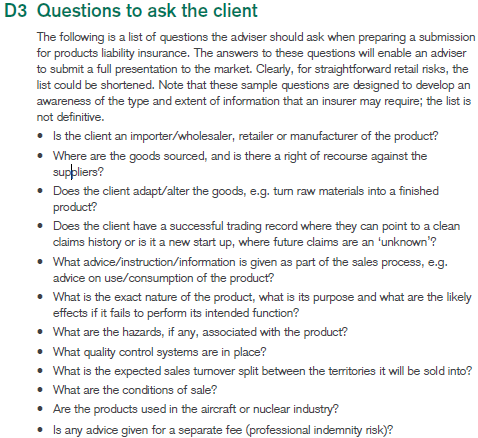 D3 Questions to ask the client
The following is a list of questions the adviser should ask when preparing a submission
for products liability insurance. The answers to these questions will enable an adviser
to submit a full presentation to the market. Clearly, for straightforward retail risks, the
list could be shortened. Note that these sample questions are designed to develop an
awareness of the type and extent of information that an insurer may require; the list is
not definitive.
• Is the client an importer/wholesaler, retailer or manufacturer of the product?
• Where are the goods sourced, and is there a right of recourse against the
suppliers?
• Does the client adapt/alter the goods, e.g. turn raw materials into a finished
product?
• Does the client have a successful trading record where they can point to a clean
claims history or is it a new start up, where future claims are an ‘unknown’?
• What advice/instruction/information is given as part of the sales process, e.g.
advice on use/consumption of the product?
• What is the exact nature of the product, what is its purpose and what are the likely
effects if it fails to perform its intended function?
• What are the hazards, if any, associated with the product?
• What quality control systems are in place?
• What is the expected sales turnover split between the territories it will be sold into?
• What are the conditions of sale?
• Are the products used in the aircraft or nuclear industry?
• Is any advice given for a separate fee (professional indemnity risk)?